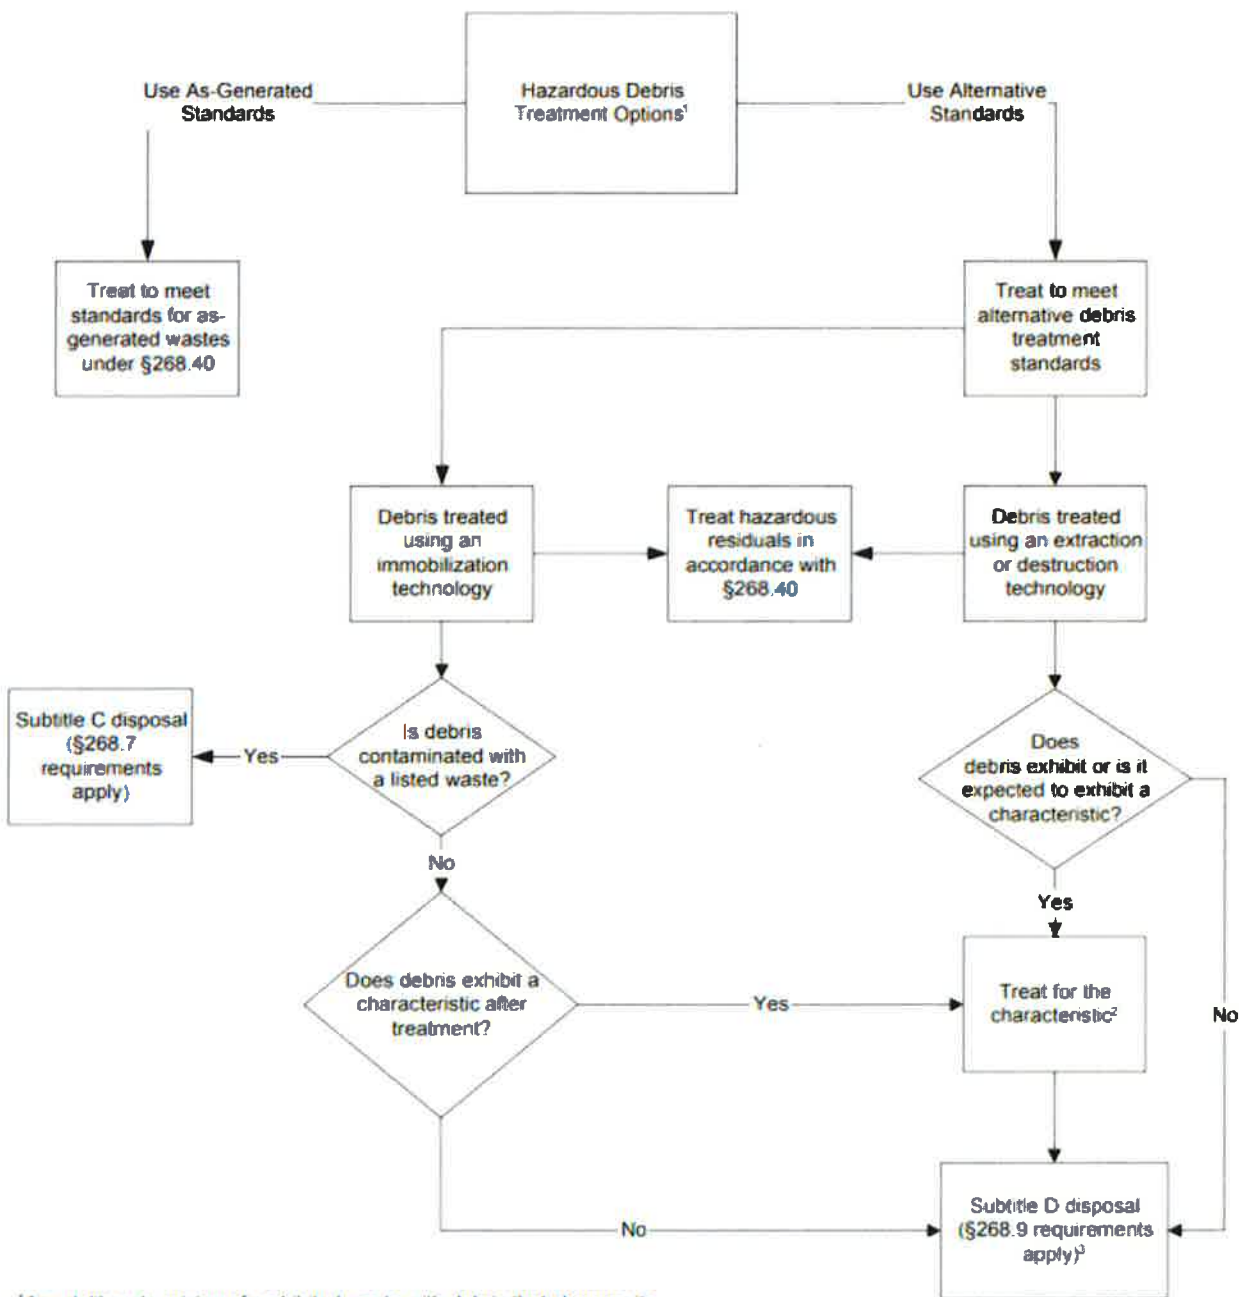 Use As-Generated
Standards
Hazardous Debris
Treatment Options¹
Use Alternative
Standards
Treat to meet
standards for as-
generated wastes
under §268.40
Treat to meet
alternative debris
treatment
standards
Debris treated
using an
immobilization
technology
Treat hazardous
residuals in
accordance with
§268.40
Debris treated
using an extraction
or destruction
technology
Subtitle C disposal
(§268.7
requirements
apply)
Yes
Is debris
contaminated with
a listed waste?
Does
debris exhibit or is it
expected to exhibit a
characteristic?
No
Yes
Does debris exhibit a
characteristic after
treatment?
Yes
Treat for the
characteristic²
No
No
Subtitle D disposal
(§268.9 requirements
apply)³